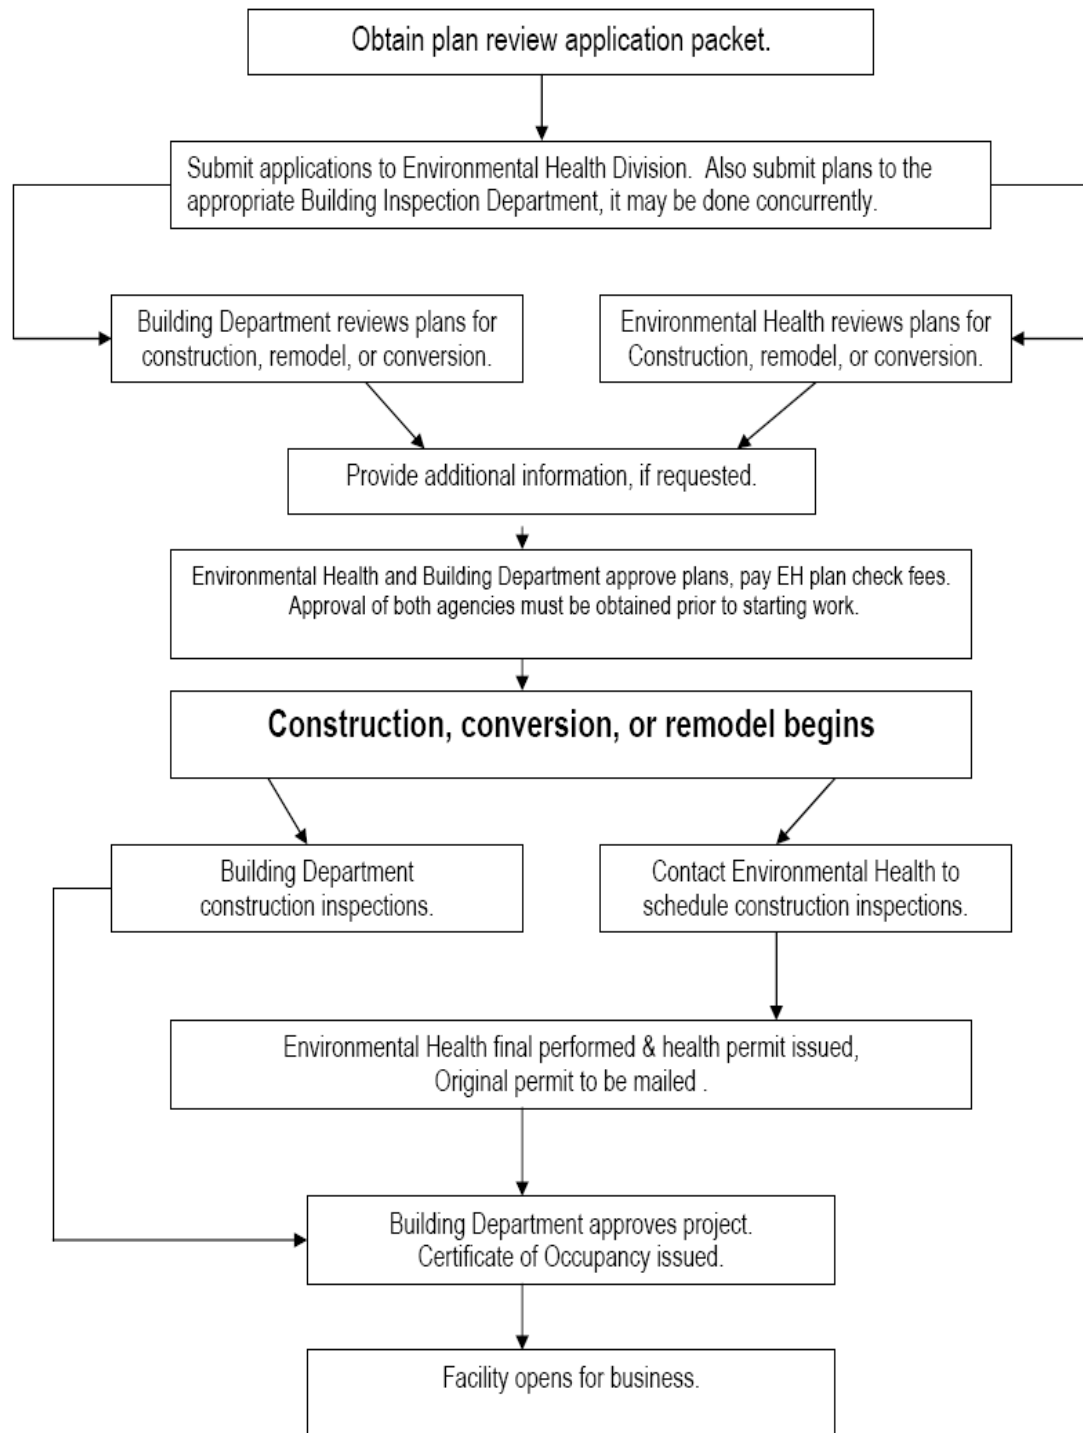 Obtain plan review application packet.
Submit applications to Environmental Health Division.  Also submit plans to the
appropriate Building Inspection Department, it may be done concurrently.
Building Department reviews plans for
construction, remodel, or conversion.
Environmental Health reviews plans for
Construction, remodel, or conversion.
Provide additional information, if requested.
Environmental Health and Building Department approve plans, pay EH plan check fees.
Approval of both agencies must be obtained prior to starting work.
Construction, conversion, or remodel begins
Building Department
construction inspections.
Contact Environmental Health to
schedule construction inspections.
Environmental Health final performed & health permit issued,
Original permit to be mailed .
Building Department approves project.
Certificate of Occupancy issued.
Facility opens for business.